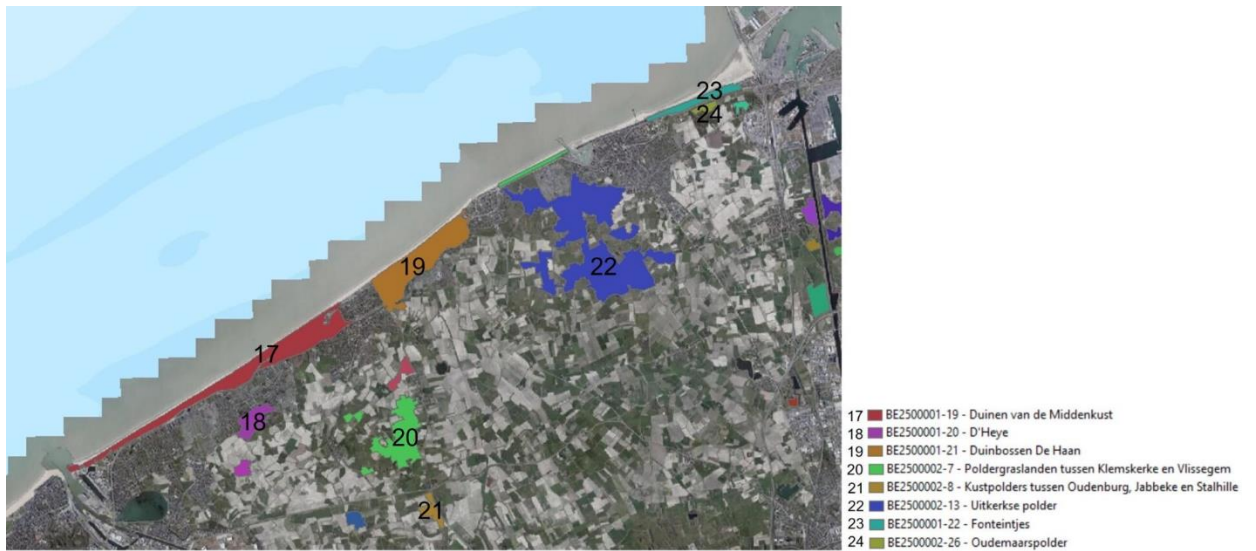 23
24
19
22
17
18
20
21
17 BE2500001-19 - Duinen van de Middenkust
18 BE2500001-20 - D'Heye
19 BE2500001-21 - Duinbossen De Haan
20 BE2500002-7 - Poldergraslanden tussen Klemskerke en Vlissegem
21 BE2500002-8 - Kustpolders tussen Oudenburg, Jabbeke en Stalhille
22 BE2500002-13 - Uitkerkse polder
23 BE2500001-22 - Fonteintjes
24 BE2500002-26 - Oudemaarspolder